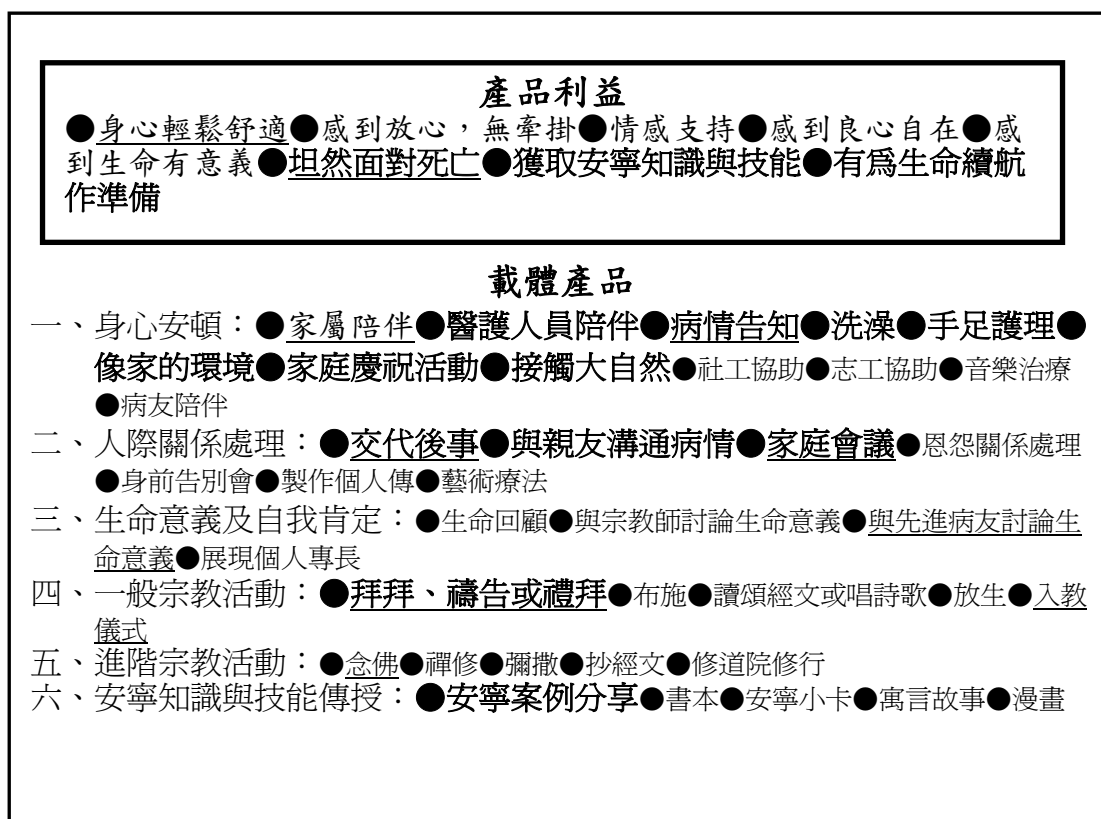 產品利益
●身心輕鬆舒適●感到放心，無牽掛●情感支持●感到良心自在●感
到生命有意義●坦然面對死亡●獲取安寧知識與技能●有為生命續航
作準備
載體產品
一、身心安頓：●家屬陪伴●醫護人員陪伴●病情告知●洗澡●手足護理●
像家的環境●家庭慶祝活動●接觸大自然●社工協助●志工協助●音樂治療
●病友陪伴
二、人際關係處理：●交代後事●與親友溝通病情●家庭會議●恩怨關係處理
●身前告別會●製作個人傳●藝術療法
三、生命意義及自我肯定：●生命回顧●與宗教師討論生命意義●與先進病友討論生
命意義●展現個人專長
四、一般宗教活動：●拜拜、禱告或禮拜●布施●讀頌經文或唱詩歌●放生●入教
儀式
五、進階宗教活動：●念佛●禪修●彌撒●抄經文●修道院修行
六、安寧知識與技能傳授：●安寧案例分享●書本●安寧小卡●寓言故事●漫畫